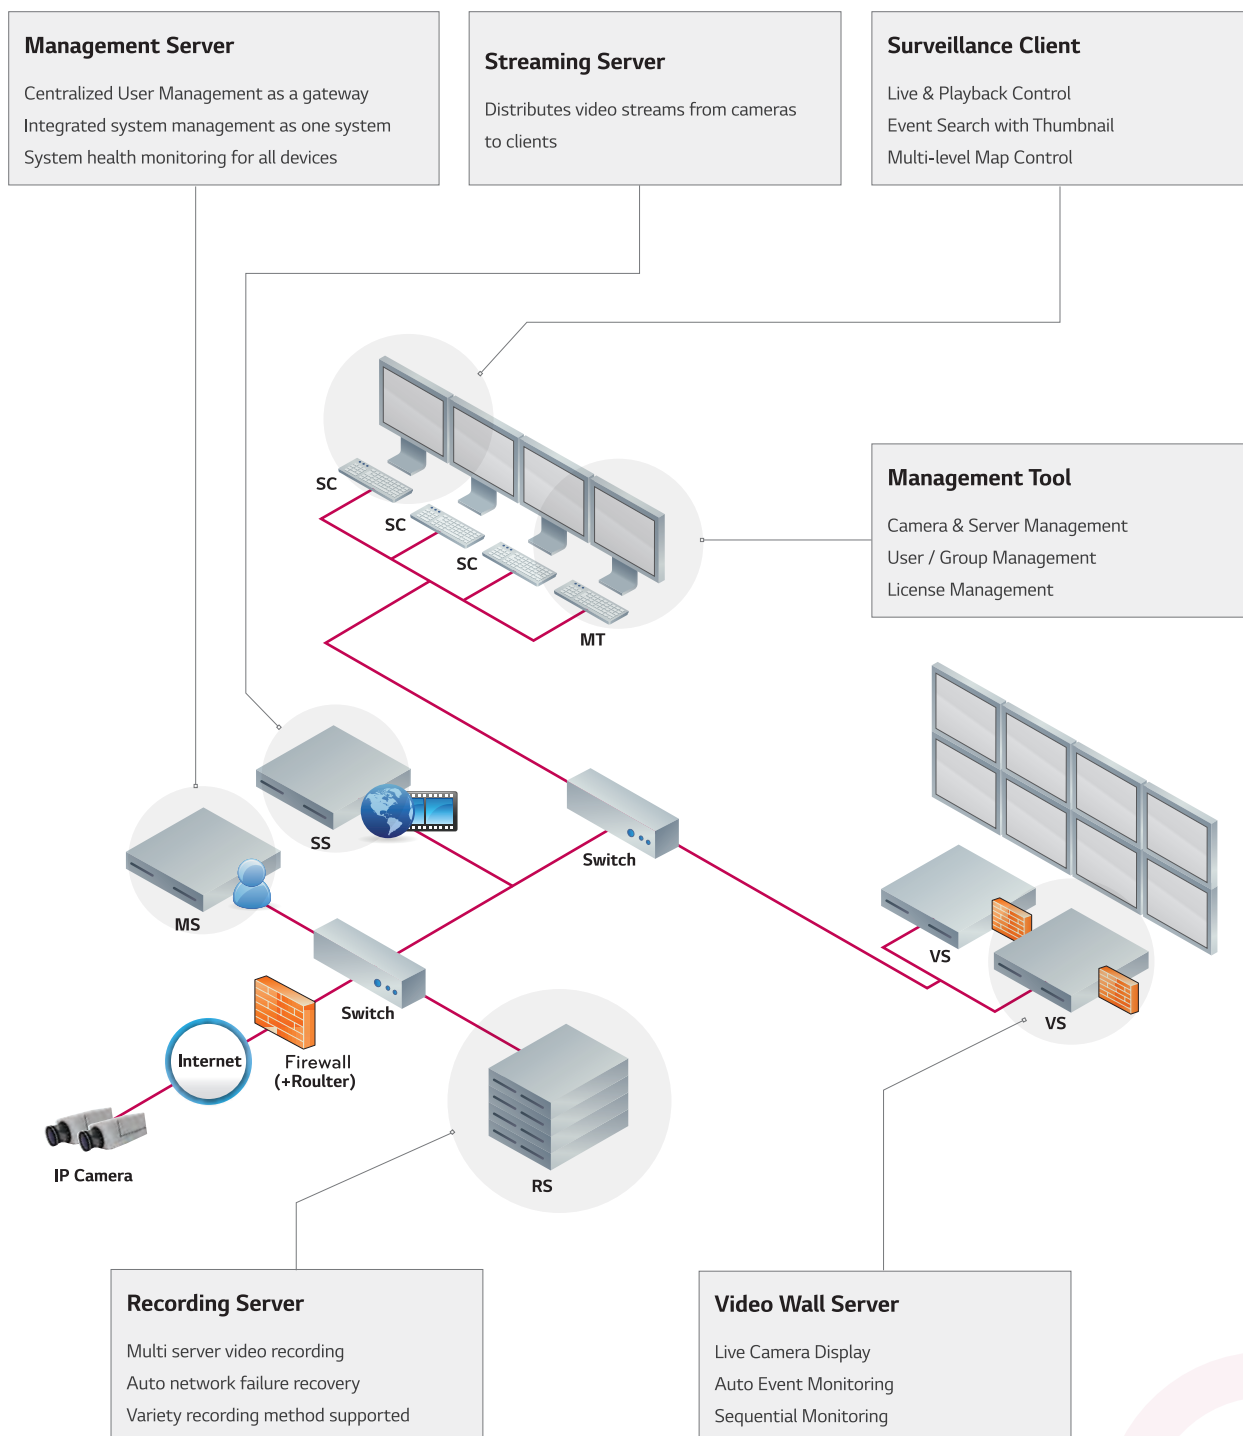 Management Server
Centralized User Management as a gateway
Integrated system management as one system
System health monitoring for all devices
Streaming Server
Distributes video streams from cameras
to clients
Surveillance Client
Live & Playback Control
Event Search with Thumbnail
Multi-level Map Control
SC
SC
SC
MT
Management Tool
Camera & Server Management
User / Group Management
License Management
SS
Switch
MS
VS
VS
Switch
Internet
Firewall
(+Roulter)
IP Camera
RS
Recording Server
Multi server video recording
Auto network failure recovery
Variety recording method supported
Video Wall Server
Live Camera Display
Auto Event Monitoring
Sequential Monitoring